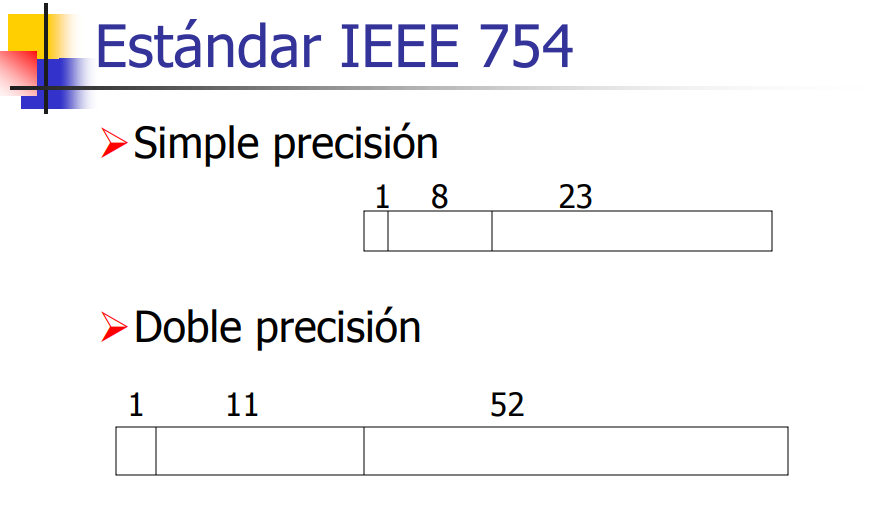 Estándar IEEE 754
Simple precisión
1 8 23
Doble precisión
1 11 52